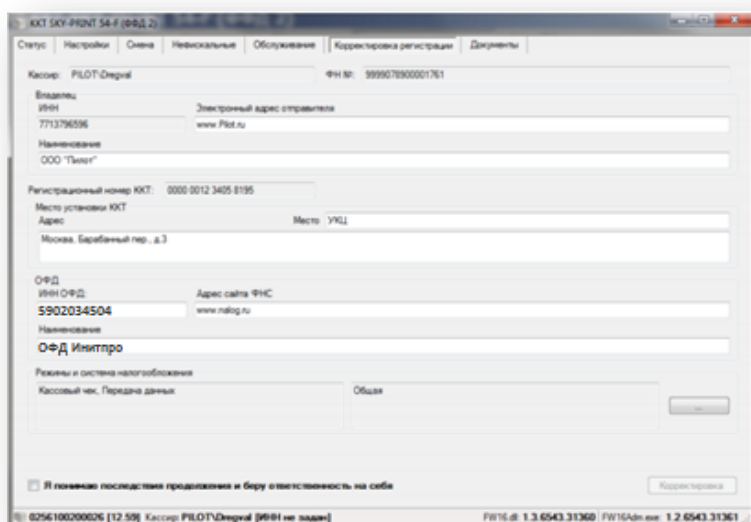 ККТ SKY-PRINT 54-F (ФФД 2)
Статус Настройки Смена Нефискальные Обслуживание Корректировка регистрации Документы
Кассир: PILOT\Dregval ФН №: 9999078900001761
Владелец
ИНН Электронный адрес отправителя
7713796596 www.Pilot.ru
Наименование
ООО "Пилот"
Регистрационный номер ККТ: 0000 0012 3405 8195
Место установки ККТ
Адрес Место УКЦ
Москва, Барабанный пер., д.3
ОФД
ИНН ОФД: Адрес сайта ФНС
5902034504 www.nalog.ru
Наименование
ОФД Инитпро
Режимы и система налогообложения
Кассовый чек, Передача данных Общая
...
Я понимаю последствия продолжения и беру ответственность на себя Корректировка
0256100200026 [12.59] Кассир: PILOT\Dregval [ИНН не задан] FW16.dll: 1.3.6543.31360 FW16Adm.exe: 1.2.6543.31361